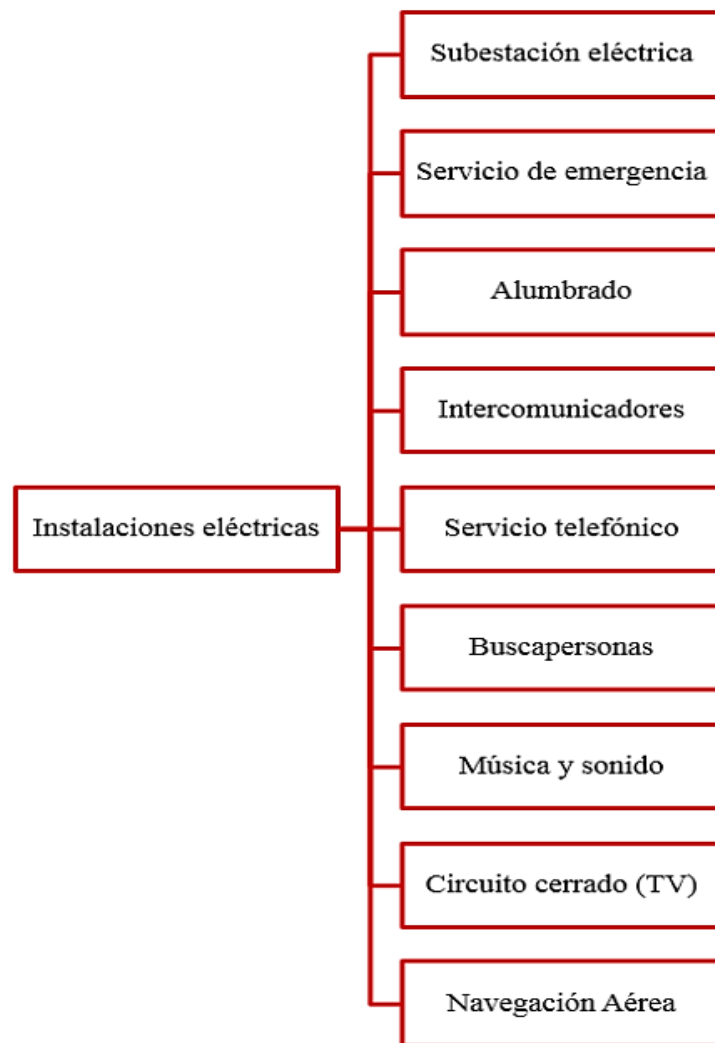 Subestación eléctrica
Servicio de emergencia
Alumbrado
Intercomunicadores
Instalaciones eléctricas
Servicio telefónico
Buscapersonas
Música y sonido
Circuito cerrado (TV)
Navegación Aérea